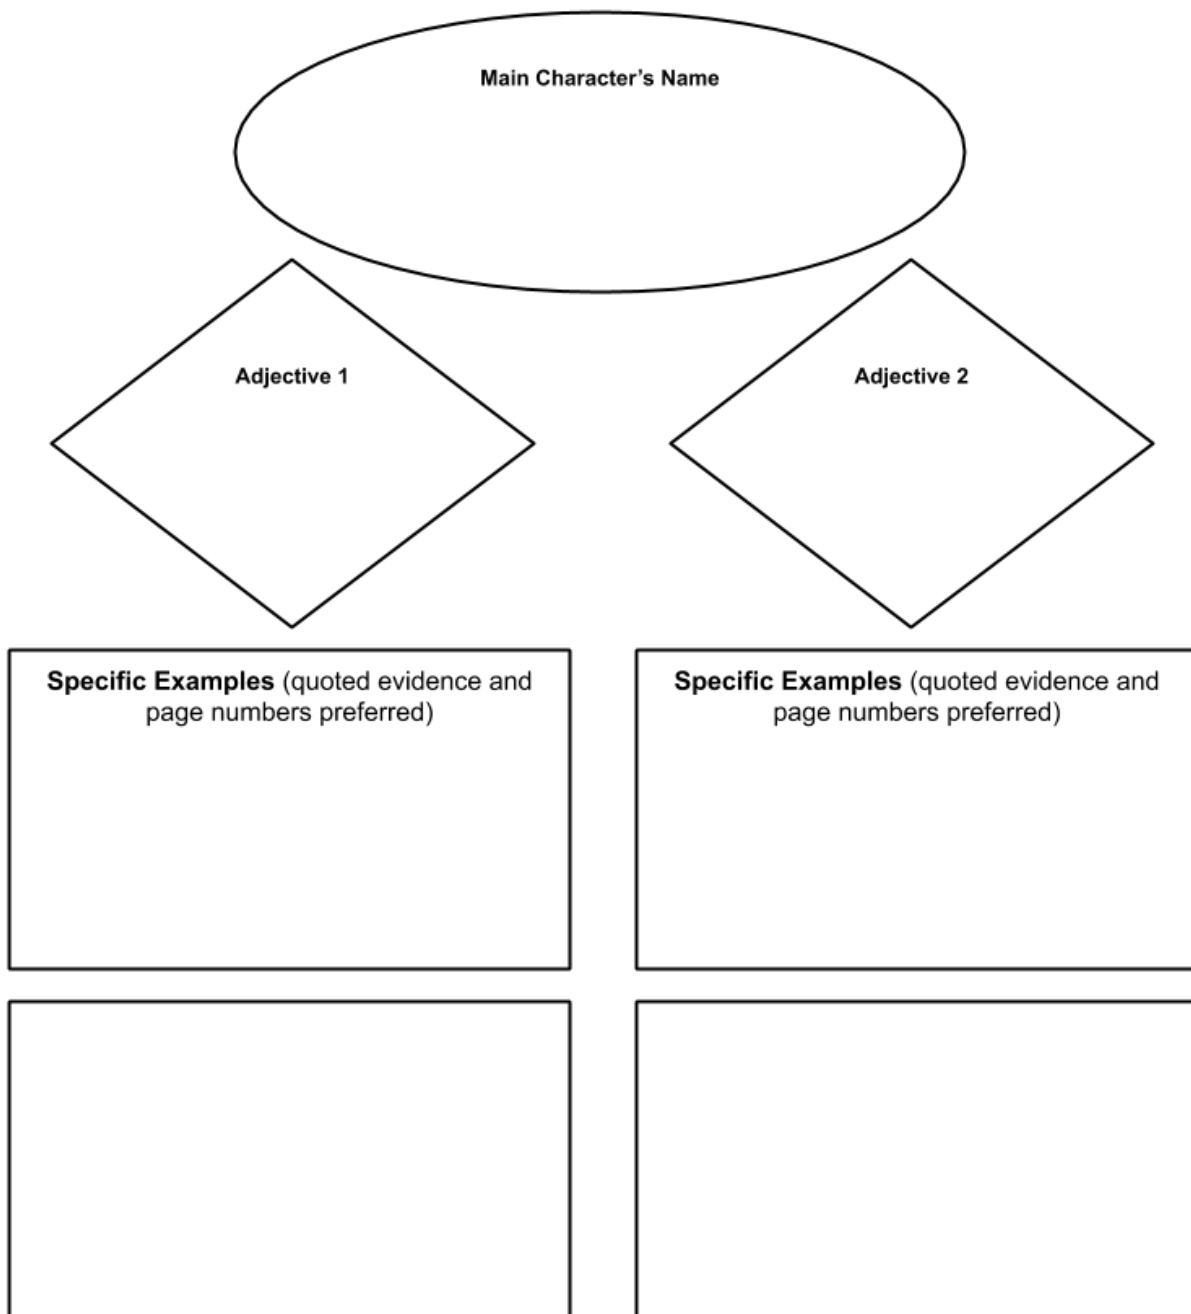 Main Character’s Name
Adjective 1
Adjective 2
Specific Examples (quoted evidence and
page numbers preferred)
Specific Examples (quoted evidence and
page numbers preferred)